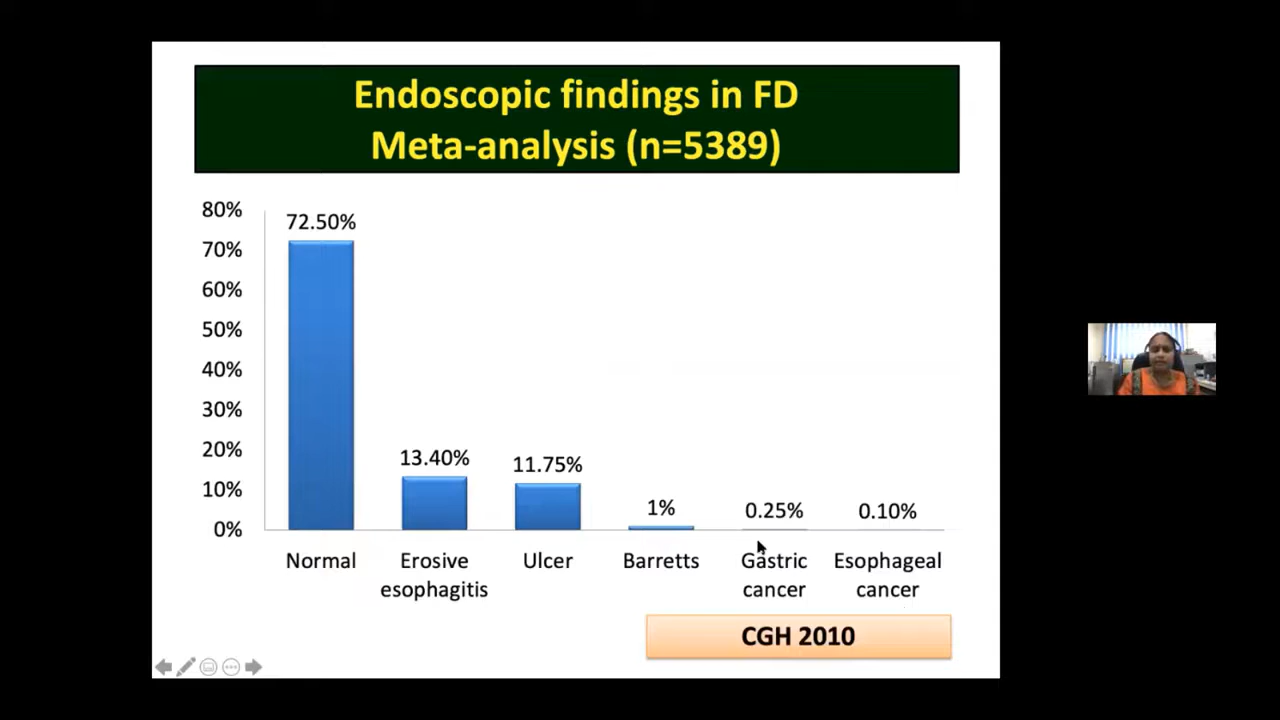 Endoscopic findings in FD
Meta-analysis (n=5389)
80%
70%
60%
50%
40%
30%
20%
10%
0%
72.50%
13.40%
11.75%
1%
0.25%
0.10%
Normal
Erosive
esophagitis
Ulcer
Barretts
Gastric
cancer
Esophageal
cancer
CGH 2010